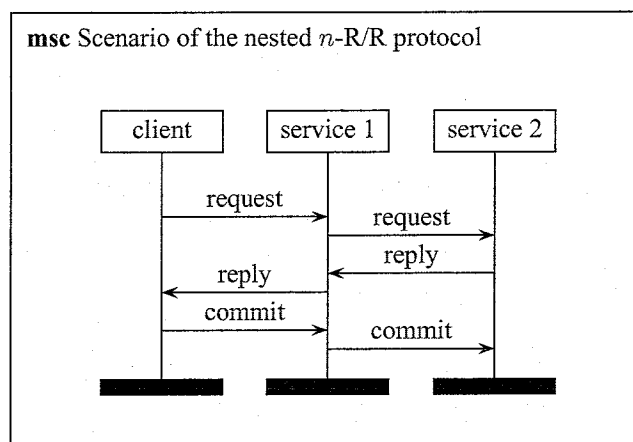 msc Scenario of the nested n-R/R protocol
client service 1 service 2
request
request
reply
reply
commit
commit